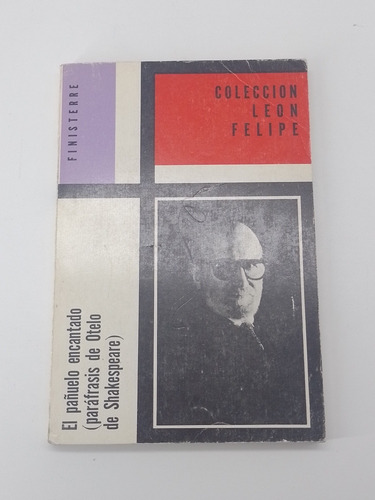 FINISTERRE
COLECCION
LEON
FELIPE
El pañuelo encantado
(paráfrasis de Otelo
de Shakespeare)